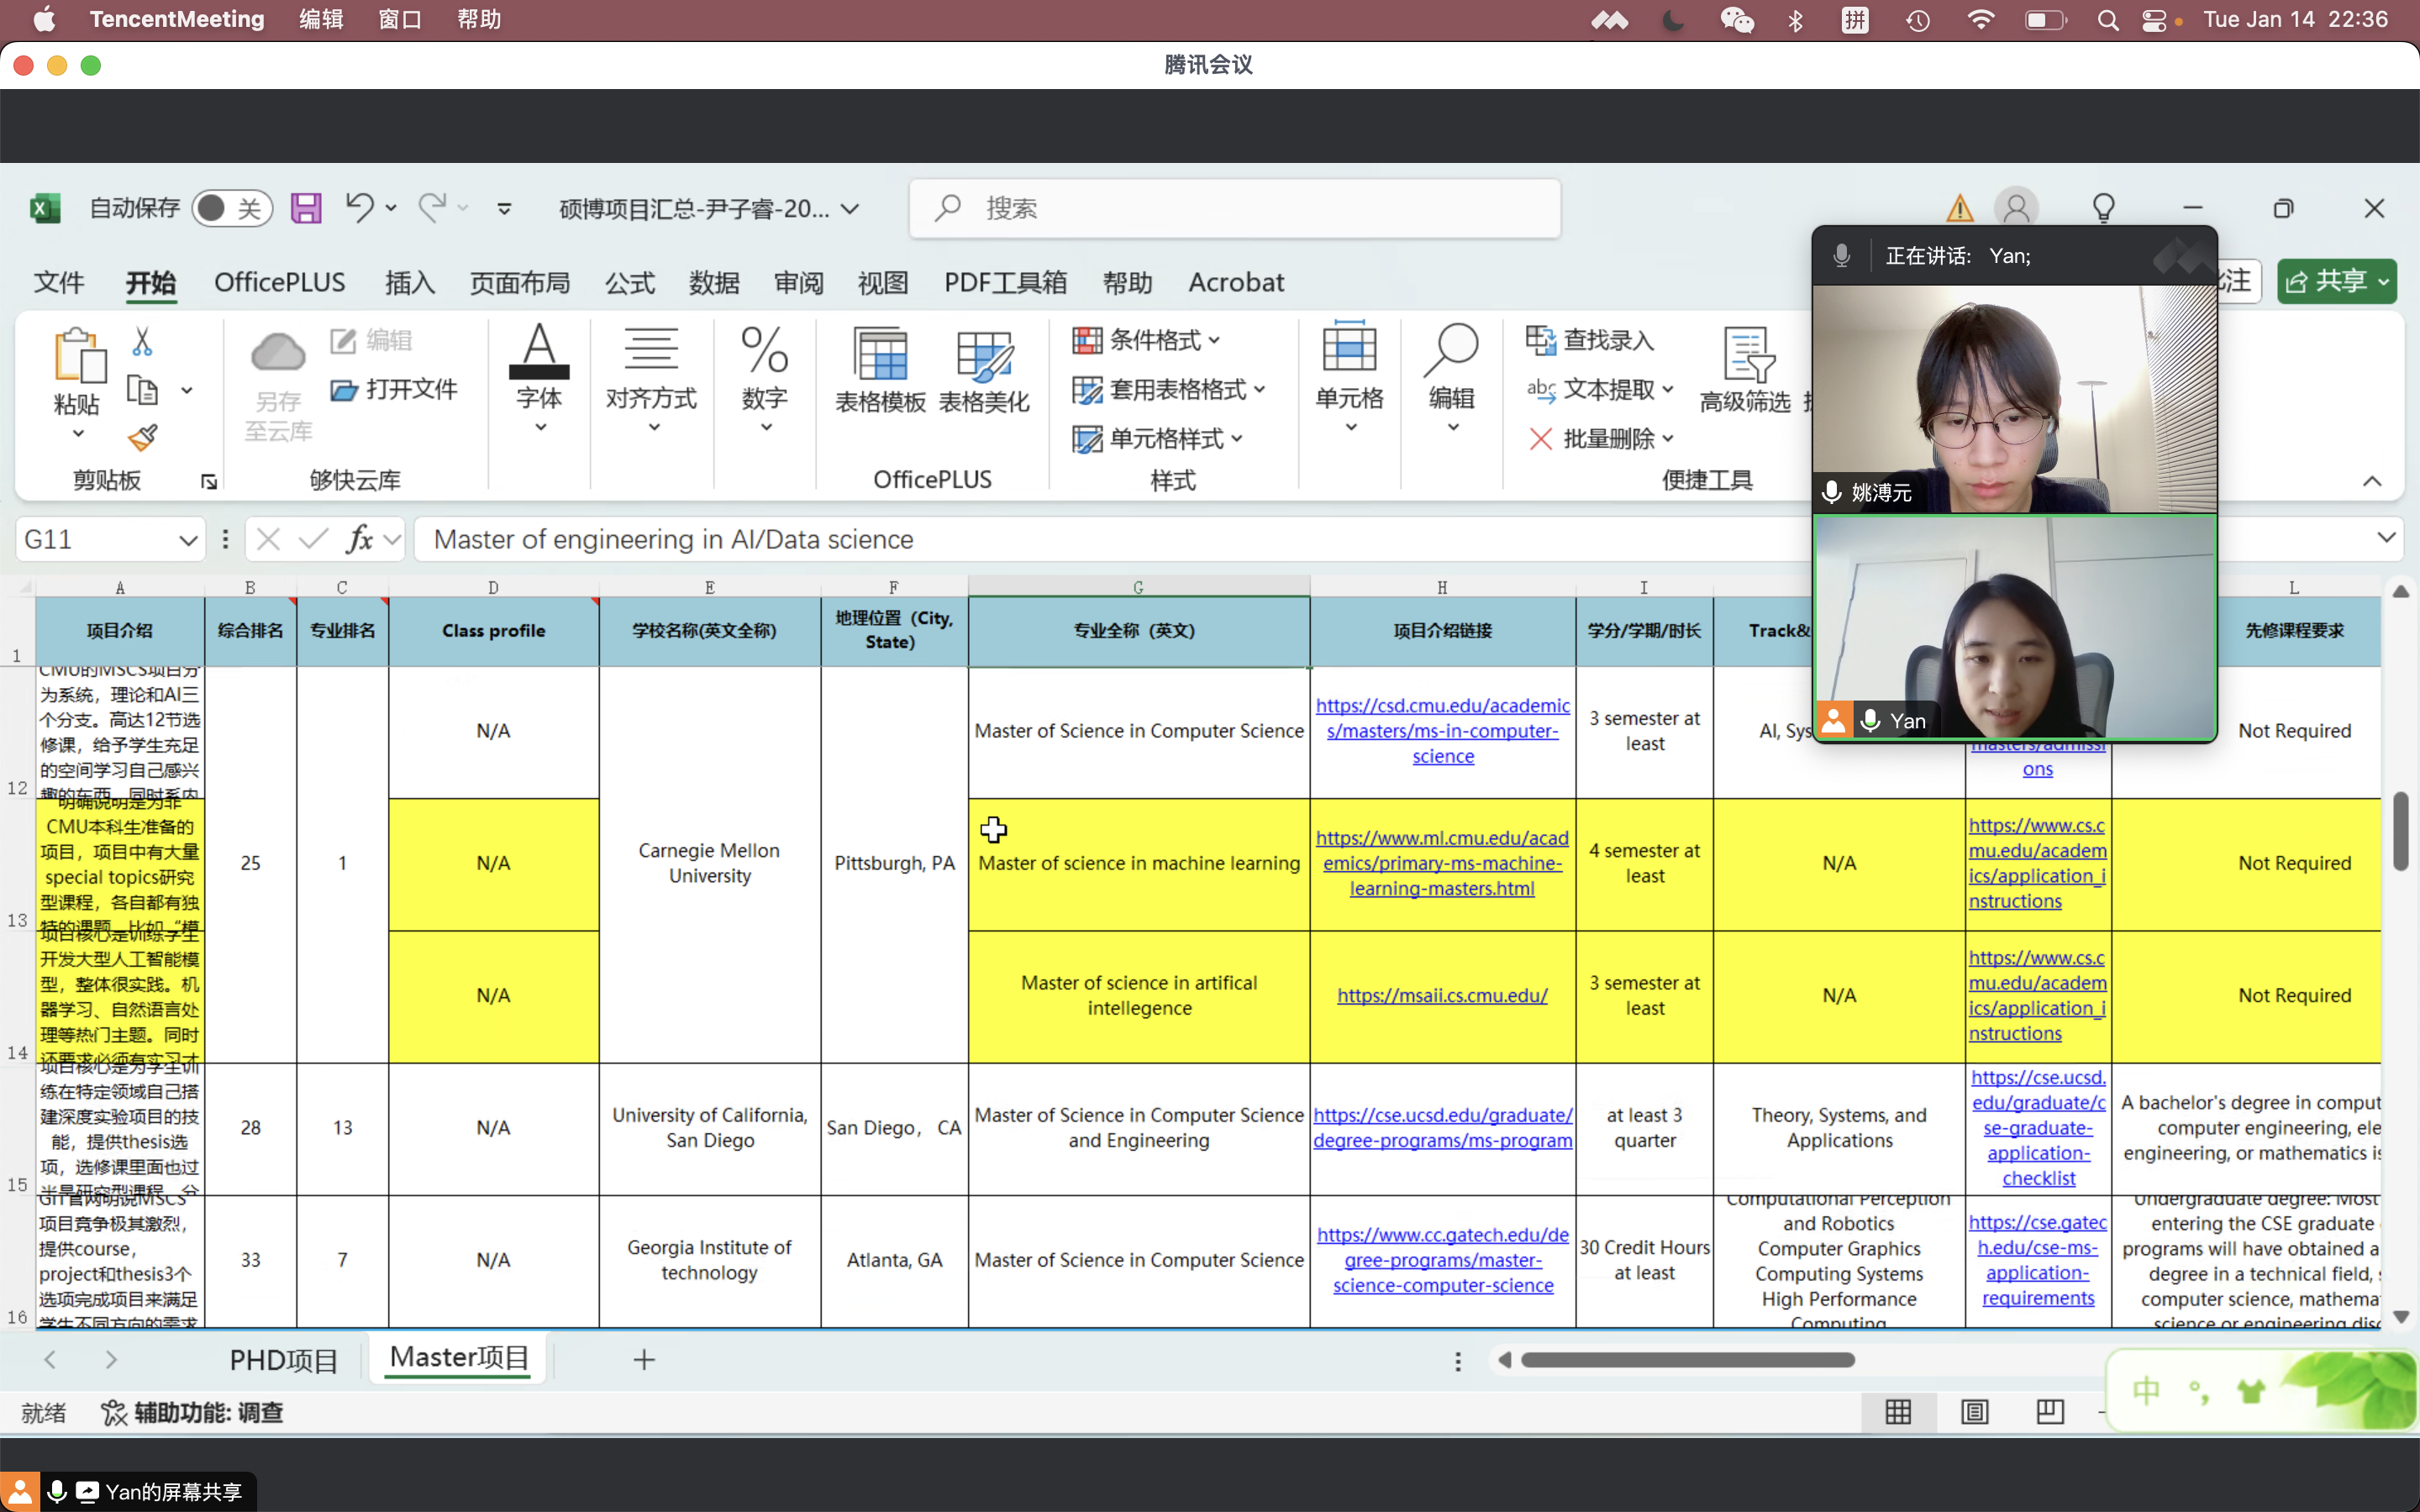 TencentMeeting 编辑 窗口 帮助
拼
Tue Jan 14 22:36
腾讯会议
自动保存 关
硕博项目汇总-尹子睿-20...
搜索
文件 开始 OfficePLUS 插入 页面布局 公式 数据 审阅 视图 PDF工具箱 帮助 Acrobat
注 共享
粘贴
剪贴板
另存
至云库
编辑
打开文件
够快云库
字体
对齐方式
数字
表格模板 表格美化
OfficePLUS
条件格式
套用表格格式
单元格样式
样式
单元格
编辑
查找录入
文本提取
批量删除
高级筛选
便捷工具
正在讲话: Yan;
姚溥元
Yan
G11
fx
Master of engineering in AI/Data science
A B C D E F G H I L
1
项目介绍
综合排名
专业排名
Class profile
学校名称(英文全称)
地理位置（City,
State）
专业全称（英文）
项目介绍链接
学分/学期/时长
Track&
先修课程要求
12
CMU的MSCS项目分
为系统，理论和AI三
个分支。高达12节选
修课，给予学生充足
的空间学习自己感兴
趣的东西，同时系内
N/A
Master of Science in Computer Science
https://csd.cmu.edu/academic
s/masters/ms-in-computer-
science
3 semester at
least
AI, Sys
masters/admissi
ons
Not Required
13
明确说明是为非
CMU本科生准备的
项目，项目中有大量
special topics研究
型课程，各自都有独
特的课题，比如“模
25
1
N/A
Carnegie Mellon
University
Pittsburgh, PA
Master of science in machine learning
https://www.ml.cmu.edu/acad
emics/primary-ms-machine-
learning-masters.html
4 semester at
least
N/A
https://www.cs.c
mu.edu/academ
ics/application_i
nstructions
Not Required
14
项目核心是训练学生
开发大型人工智能模
型，整体很实践。机
器学习、自然语言处
理等热门主题。同时
还要求必须有实习才
N/A
Master of science in artifical
intellegence
https://msaii.cs.cmu.edu/
3 semester at
least
N/A
https://www.cs.c
mu.edu/academ
ics/application_i
nstructions
Not Required
15
项目核心是为学生训
练在特定领域自己搭
建深度实验项目的技
能，提供thesis选
项，选修课里面也过
半是研究型课程，分
28
13
N/A
University of California,
San Diego
San Diego， CA
Master of Science in Computer Science
and Engineering
https://cse.ucsd.edu/graduate/
degree-programs/ms-program
at least 3
quarter
Theory, Systems, and
Applications
https://cse.ucsd.
edu/graduate/c
se-graduate-
application-
checklist
A bachelor's degree in comput
computer engineering, ele
engineering, or mathematics is
16
GIT官网明说MSCS
项目竞争极其激烈，
提供course，
project和thesis3个
选项完成项目来满足
学生不同方向的需求
33
7
N/A
Georgia Institute of
technology
Atlanta, GA
Master of Science in Computer Science
https://www.cc.gatech.edu/de
gree-programs/master-
science-computer-science
30 Credit Hours
at least
Computational Perception
and Robotics
Computer Graphics
Computing Systems
High Performance
Computing
https://cse.gatec
h.edu/cse-ms-
application-
requirements
Undergraduate degree: Most
entering the CSE graduate
programs will have obtained a
degree in a technical field,
computer science, mathema
science or engineering disc
PHD项目 Master项目
就绪 辅助功能: 调查
中
Yan的屏幕共享